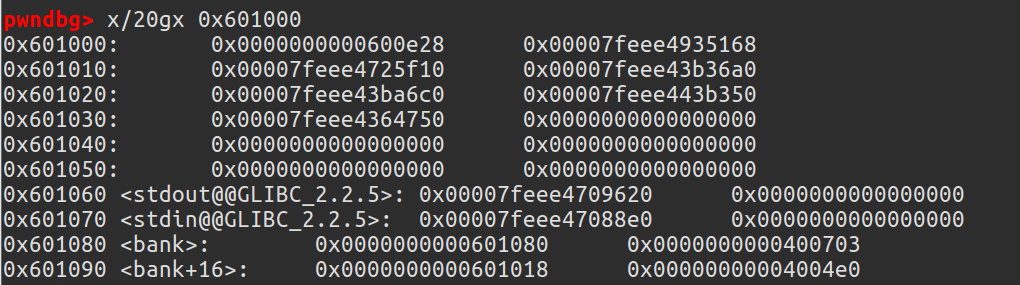 pwndbg> x/20gx 0x601000
0x601000: 0x0000000000600e28 0x00007feee4935168
0x601010: 0x00007feee4725f10 0x00007feee43b36a0
0x601020: 0x00007feee43ba6c0 0x00007feee443b350
0x601030: 0x00007feee4364750 0x0000000000000000
0x601040: 0x0000000000000000 0x0000000000000000
0x601050: 0x0000000000000000 0x0000000000000000
0x601060 <stdout@@GLIBC_2.2.5>: 0x00007feee4709620 0x0000000000000000
0x601070 <stdin@@GLIBC_2.2.5>: 0x00007feee47088e0 0x0000000000000000
0x601080 <bank>: 0x0000000000601080 0x0000000000400703
0x601090 <bank+16>: 0x0000000000601018 0x00000000004004e0